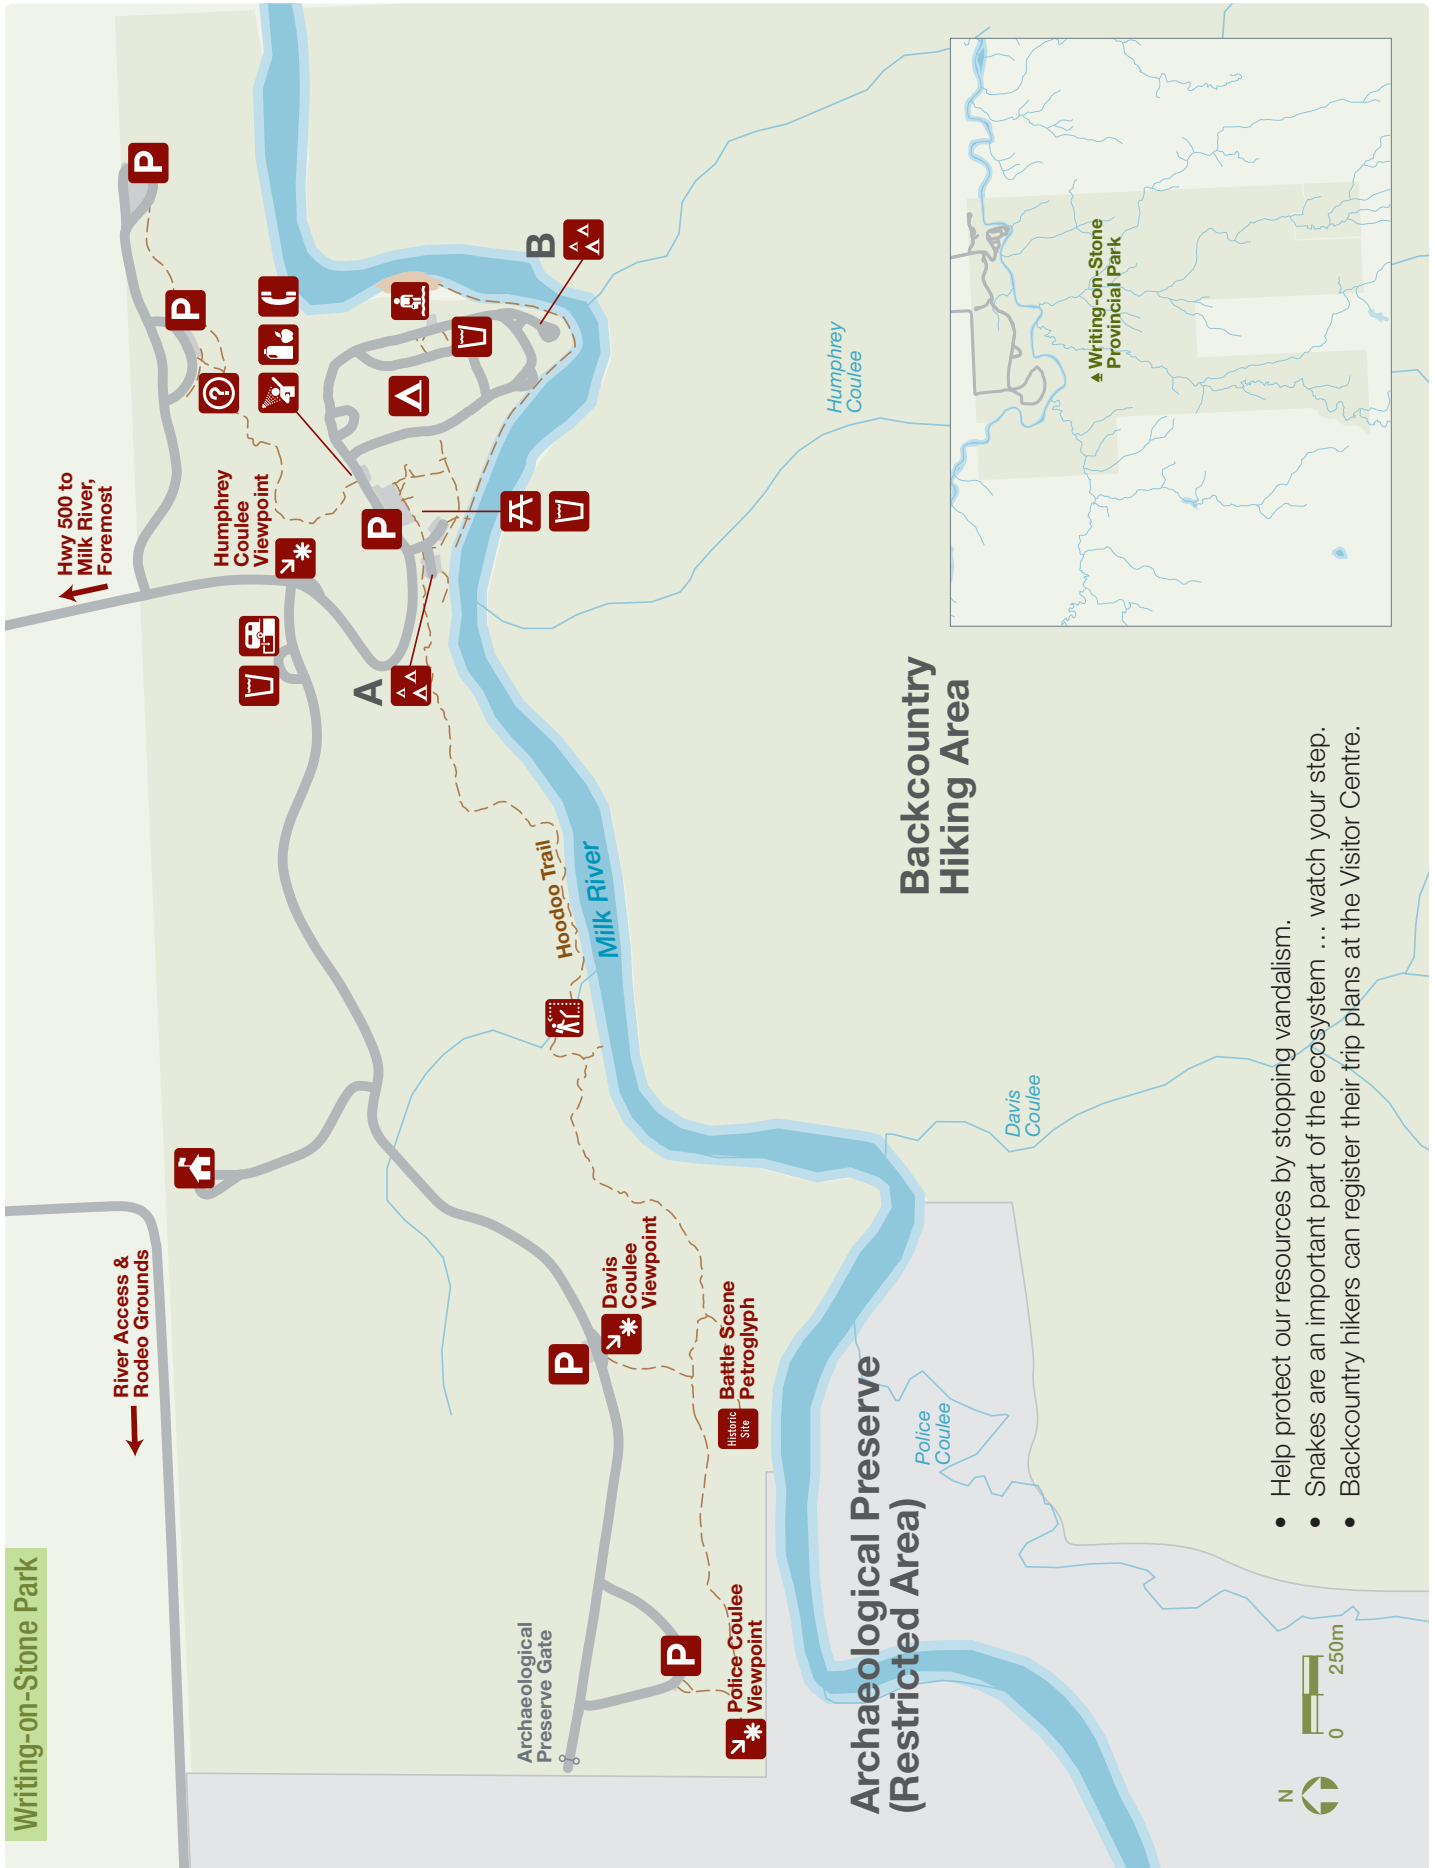 Writing-on-Stone Park
River Access &
Rodeo Grounds
Hwy 500 to
Milk River,
Foremost
P
P
?
Humphrey
Coulee
Viewpoint
P
A
B
Hoodoo Trail
Milk River
Humphrey
Coulee
Davis
Coulee
Viewpoint
P
Battle Scene
Petroglyph
Historic
Site
Archaeological
Preserve Gate
P
Police Coulee
Viewpoint
Archaeological Preserve
(Restricted Area)
Police
Coulee
Davis
Coulee
Backcountry
Hiking Area
Writing-on-Stone
Provincial Park
• Help protect our resources by stopping vandalism.
• Snakes are an important part of the ecosystem … watch your step.
• Backcountry hikers can register their trip plans at the Visitor Centre.
N
0
250m